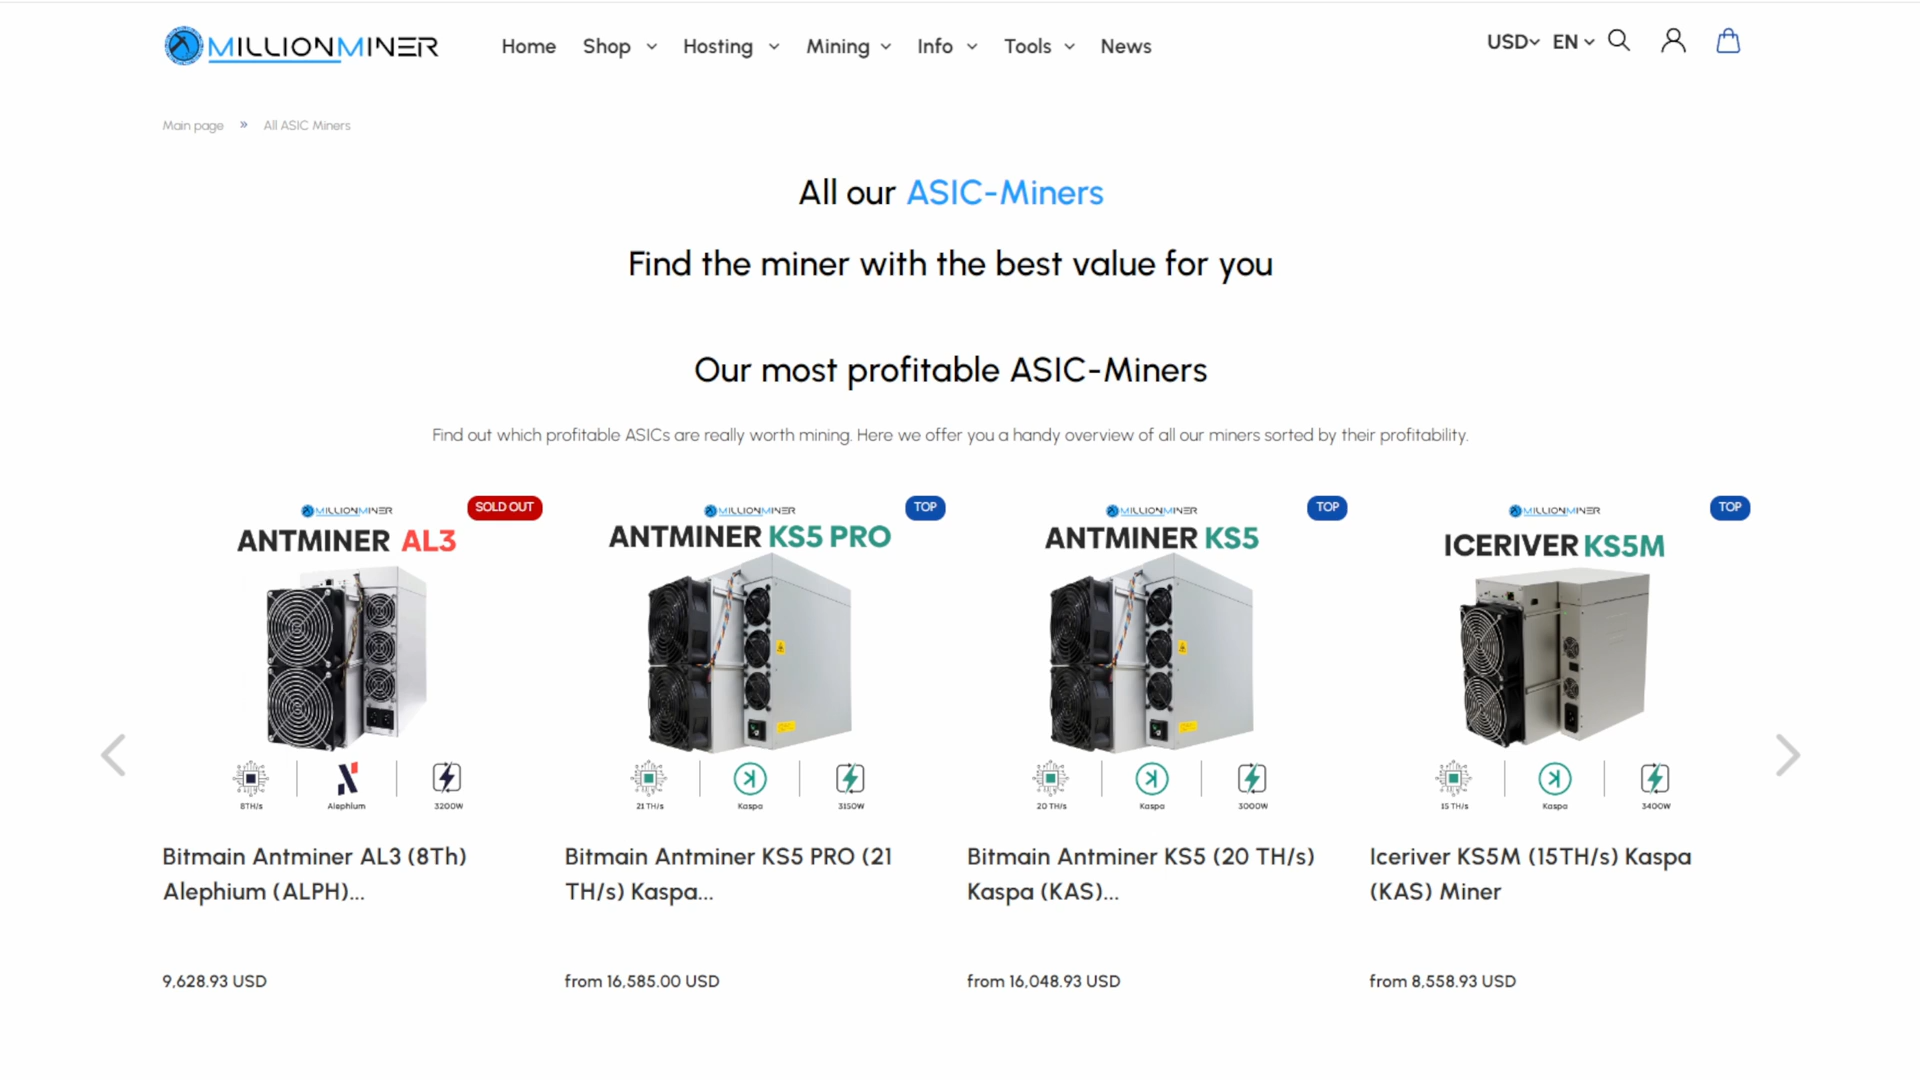 MILLIONMINER
Home Shop Hosting Mining Info Tools News
USD EN
Main page » All ASIC Miners
All our ASIC-Miners
Find the miner with the best value for you
Our most profitable ASIC-Miners
Find out which profitable ASICs are really worth mining. Here we offer you a handy overview of all our miners sorted by their profitability.
MILLIONMINER
SOLD OUT
ANTMINER AL3
8TH/s Alephium 3200W
Bitmain Antminer AL3 (8Th)
Alephium (ALPH)...
9,628.93 USD
MILLIONMINER
TOP
ANTMINER KS5 PRO
21 TH/s Kaspa 3150W
Bitmain Antminer KS5 PRO (21
TH/s) Kaspa...
from 16,585.00 USD
MILLIONMINER
TOP
ANTMINER KS5
20 TH/s Kaspa 3000W
Bitmain Antminer KS5 (20 TH/s)
Kaspa (KAS)...
from 16,048.93 USD
MILLIONMINER
TOP
ICERIVER KS5M
15 TH/s Kaspa 3400W
Iceriver KS5M (15TH/s) Kaspa
(KAS) Miner
from 8,558.93 USD